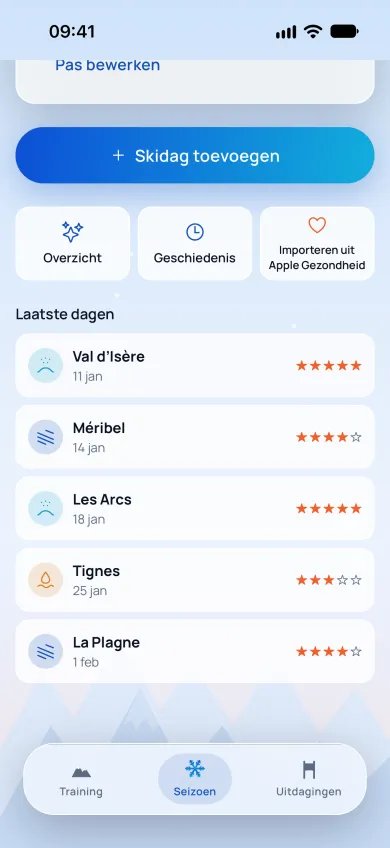 09:41
Pas bewerken
+ Skidag toevoegen
Overzicht
Geschiedenis
Importeren uit
Apple Gezondheid
Laatste dagen
Val d'Isère
11 jan
Méribel
14 jan
Les Arcs
18 jan
Tignes
25 jan
La Plagne
1 feb
Training
Seizoen
Uitdagingen